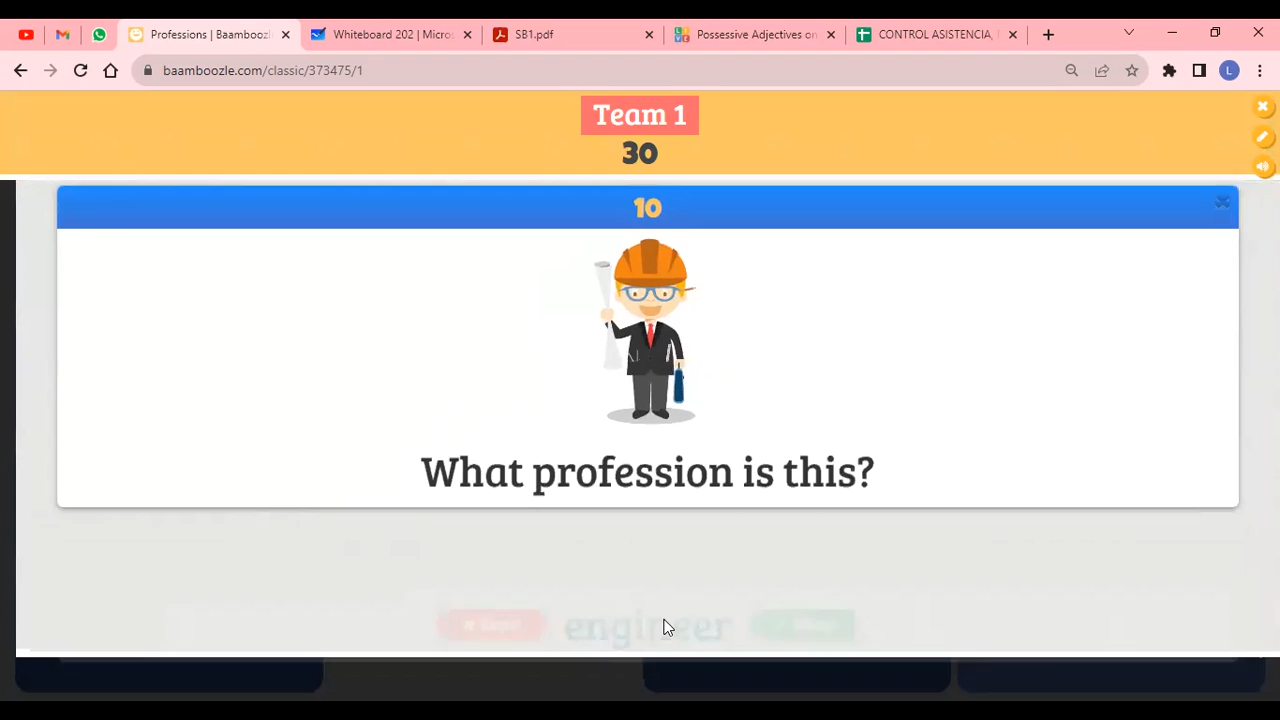 Professions | Baamboozl
Whiteboard 202 | Micros
SB1.pdf
Possessive Adjectives on
CONTROL ASISTENCIA,
baamboozle.com/classic/373475/1
L
Team 1
30
10
What profession is this?
engineer